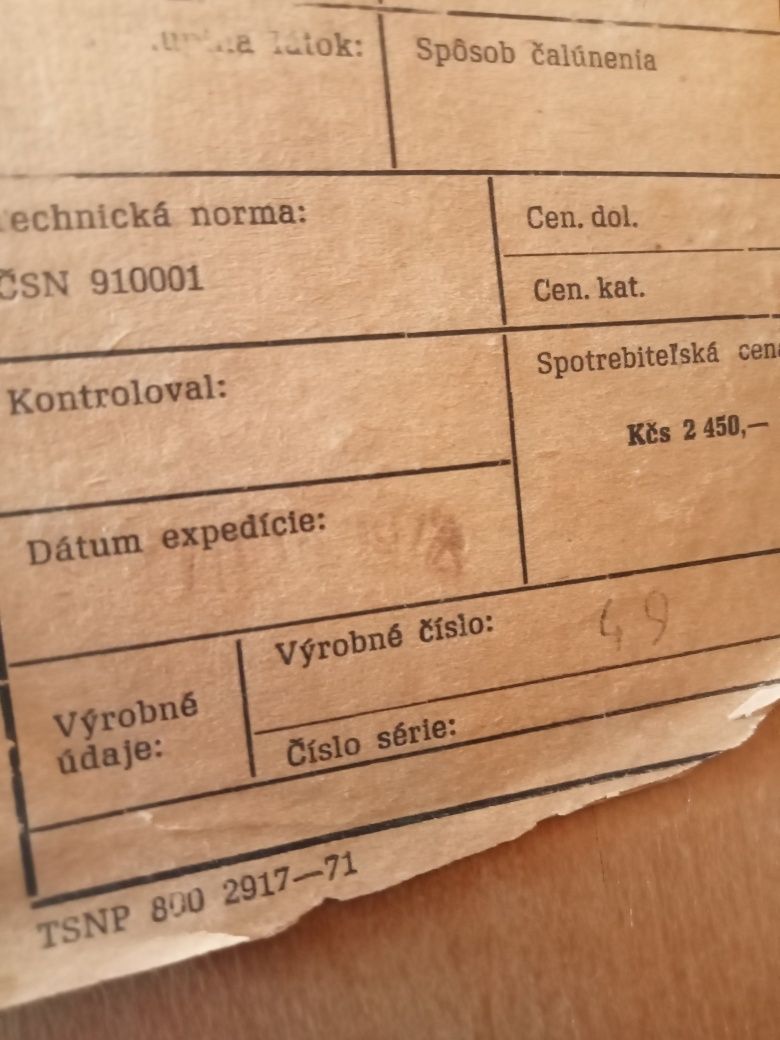 látok:
Spôsob čalúnenia
Technická norma:
ČSN 910001
Cen. dol.
Cen. kat.
Kontroloval:
Spotrebiteľská cena
Kčs 2 450,—
Dátum expedície:
Výrobné číslo: 49
Výrobné
údaje:
Číslo série:
TSNP 800 2917—71